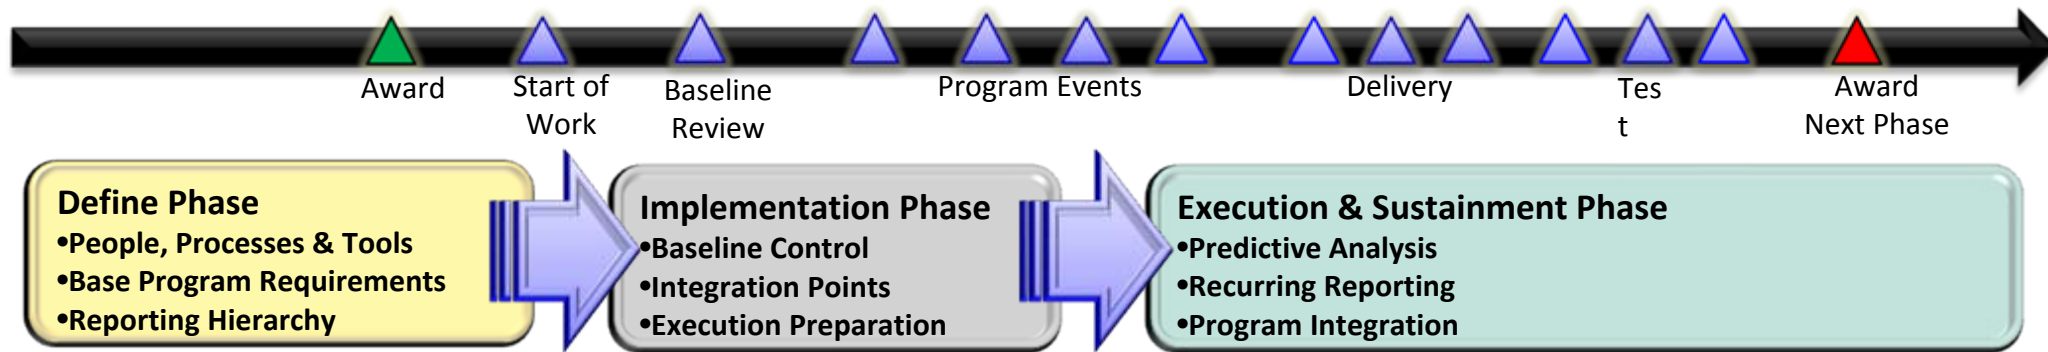 Award
Start of
Work
Baseline
Review
Program Events
Delivery
Tes
t
Award
Next Phase
Define Phase
•People, Processes & Tools
•Base Program Requirements
•Reporting Hierarchy
Implementation Phase
•Baseline Control
•Integration Points
•Execution Preparation
Execution & Sustainment Phase
•Predictive Analysis
•Recurring Reporting
•Program Integration